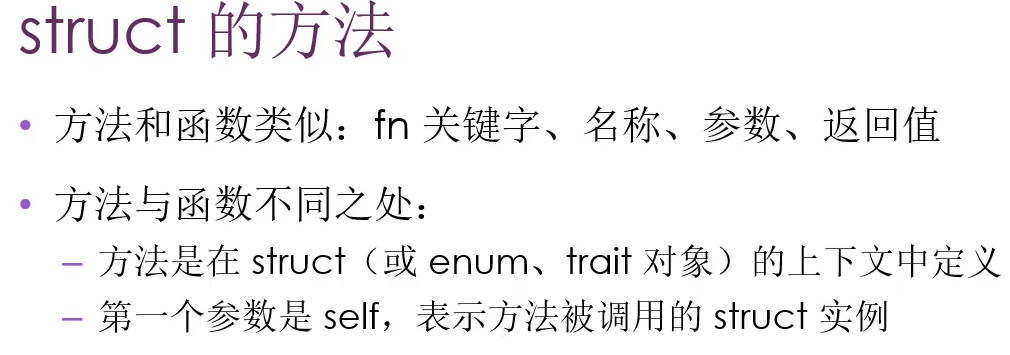 struct 的方法
• 方法和函数类似：fn 关键字、名称、参数、返回值
• 方法与函数不同之处：
– 方法是在 struct（或 enum、trait 对象）的上下文中定义
– 第一个参数是 self，表示方法被调用的 struct 实例